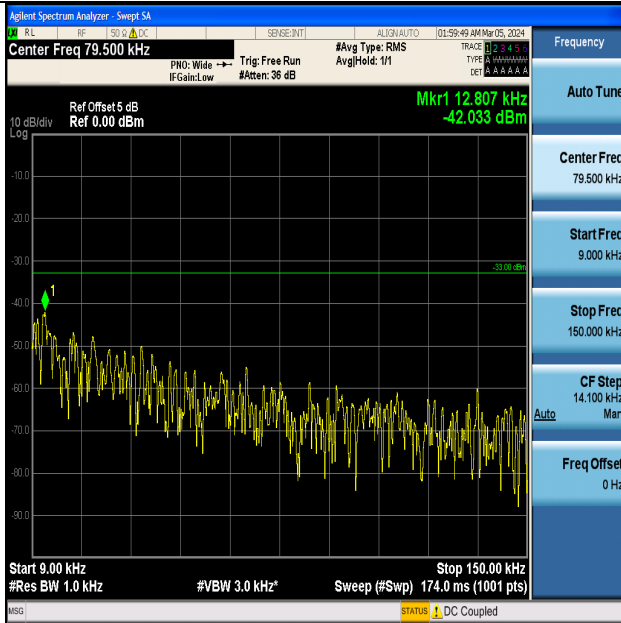 Agilent Spectrum Analyzer - Swept SA
RL RF 50 Ω DC SENSE:INT ALIGN AUTO 01:59:49 AM Mar 05, 2024
Center Freq 79.500 kHz
PNO: Wide
IFGain:Low
Trig: Free Run
#Atten: 36 dB
#Avg Type: RMS
Avg|Hold: 1/1
TRACE 1 2 3 4 5 6
TYPE A WWWWW
DET A A A A A A
Frequency
Mkr1 12.807 kHz
-42.033 dBm
Ref Offset 5 dB
10 dB/div Ref 0.00 dBm
Log
-10.0
-20.0
-30.0
-40.0
-50.0
-60.0
-70.0
-80.0
-90.0
-33.00 dBm
1
Start 9.00 kHz Stop 150.00 kHz
#Res BW 1.0 kHz #VBW 3.0 kHz* Sweep (#Swp) 174.0 ms (1001 pts)
Auto Tune
Center Freq
79.500 kHz
Start Freq
9.000 kHz
Stop Freq
150.000 kHz
CF Step
14.100 kHz
Auto Man
Freq Offset
0 Hz
MSG STATUS DC Coupled